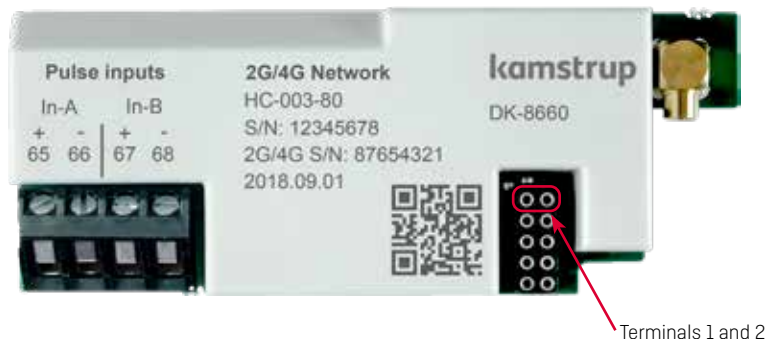 Pulse inputs
In-A In-B
+ - + -
65 66 67 68
2G/4G Network
HC-003-80
S/N: 12345678
2G/4G S/N: 87654321
2018.09.01
kamstrup
DK-8660
Terminals 1 and 2